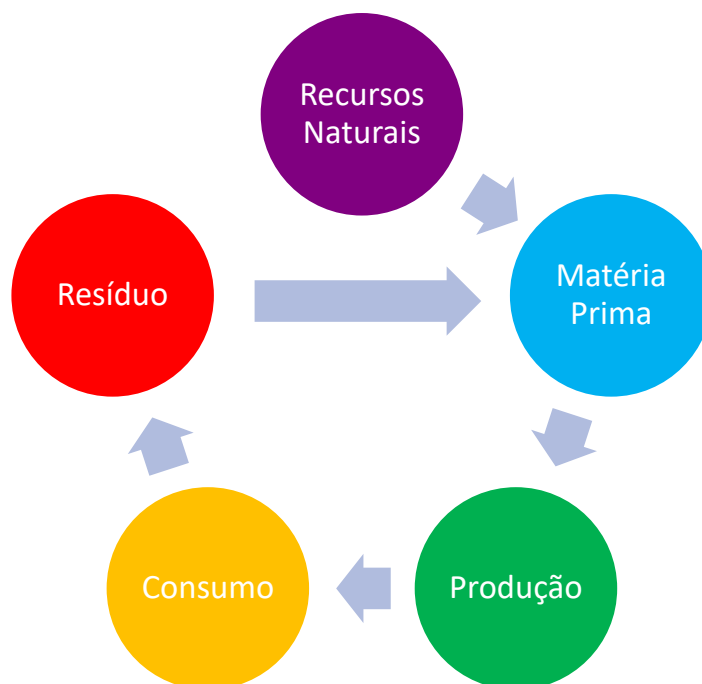 Recursos
Naturais
Resíduo
Matéria
Prima
Consumo
Produção